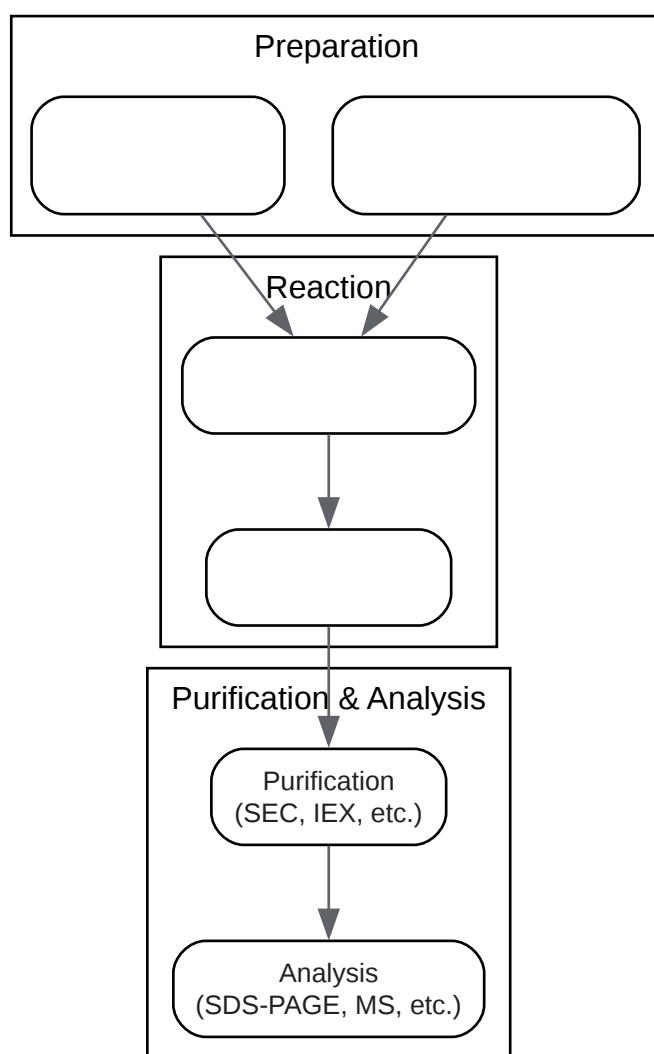 Preparation
Reaction
Purification & Analysis
Purification
(SEC, IEX, etc.)
Analysis
(SDS-PAGE, MS, etc.)